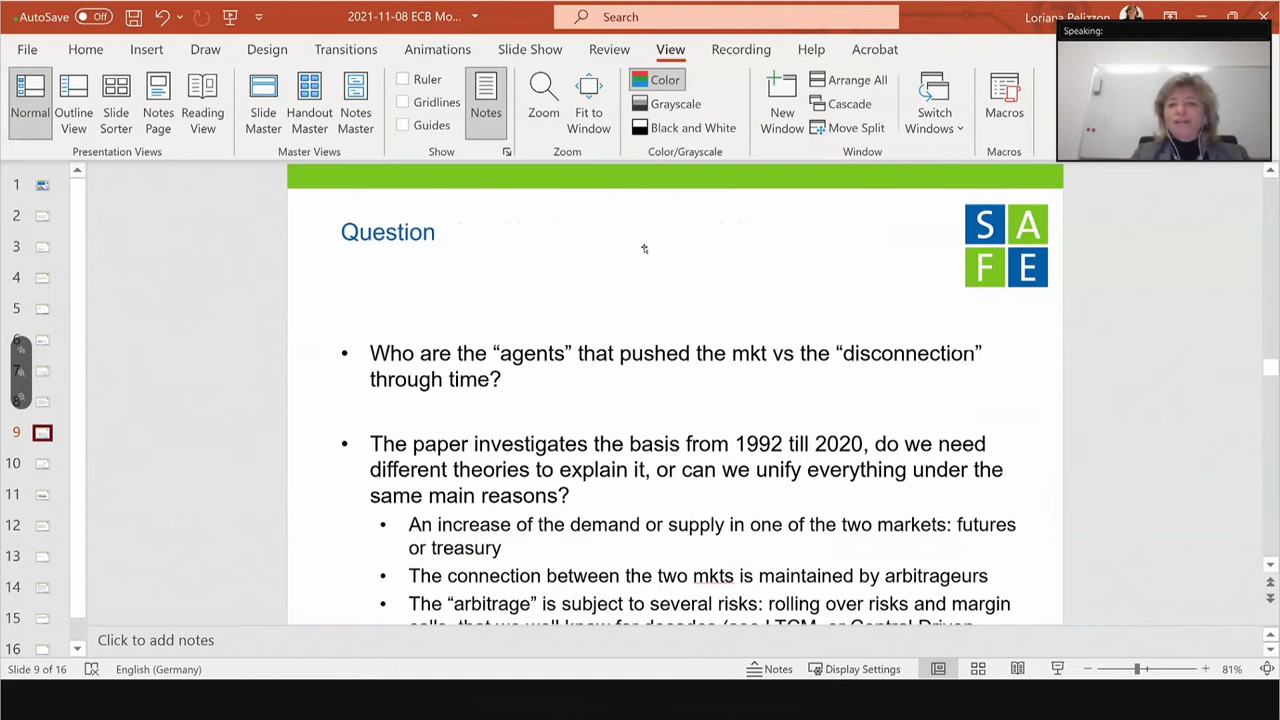 AutoSave Off 2021-11-08 ECB Mo... Search Loriana Pelizzon
Speaking:
File Home Insert Draw Design Transitions Animations Slide Show Review View Recording Help Acrobat
Normal
Outline View
Slide Sorter
Notes Page
Reading View
Presentation Views
Slide Master
Handout Master
Notes Master
Master Views
Ruler
Gridlines
Guides
Notes
Show
Zoom
Fit to Window
Zoom
Color
Grayscale
Black and White
Color/Grayscale
New Window
Arrange All
Cascade
Move Split
Switch Windows
Window
Macros
Macros
1
2
3
4
5
6
7
8
9
10
11
12
13
14
15
16
Question
S A
F E
• Who are the “agents” that pushed the mkt vs the “disconnection”
through time?
• The paper investigates the basis from 1992 till 2020, do we need
different theories to explain it, or can we unify everything under the
same main reasons?
• An increase of the demand or supply in one of the two markets: futures
or treasury
• The connection between the two mkts is maintained by arbitrageurs
• The “arbitrage” is subject to several risks: rolling over risks and margin
Click to add notes
Slide 9 of 16 English (Germany) Notes Display Settings 81%